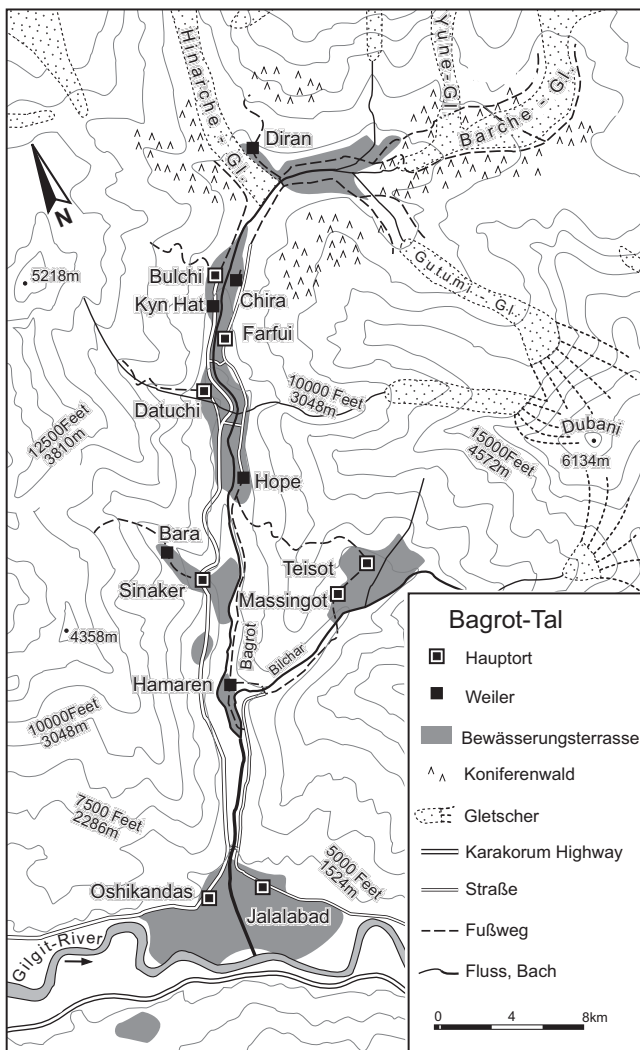 Hinarche - Gl.
Yune-Gl.
Barche - Gl.
Diran
N
5218m
Bulchi
Kyn Hat
Chira
Farfui
Gutumi - Gl.
10000 Feet
3048m
Datuchi
12500Feet
3810m
Dubani
6134m
15000Feet
4572m
Hope
Bara
Sinaker
Teisot
Massingot
4358m
Bagrot
Bilchar
Hamaren
10000Feet
3048m
7500 Feet
2286m
5000 Feet
1524m
Oshikandas
Jalalabad
Gilgit-River
Bagrot-Tal
Hauptort
Weiler
Bewässerungsterrasse
Koniferenwald
Gletscher
Karakorum Highway
Straße
Fußweg
Fluss, Bach
0 4 8km